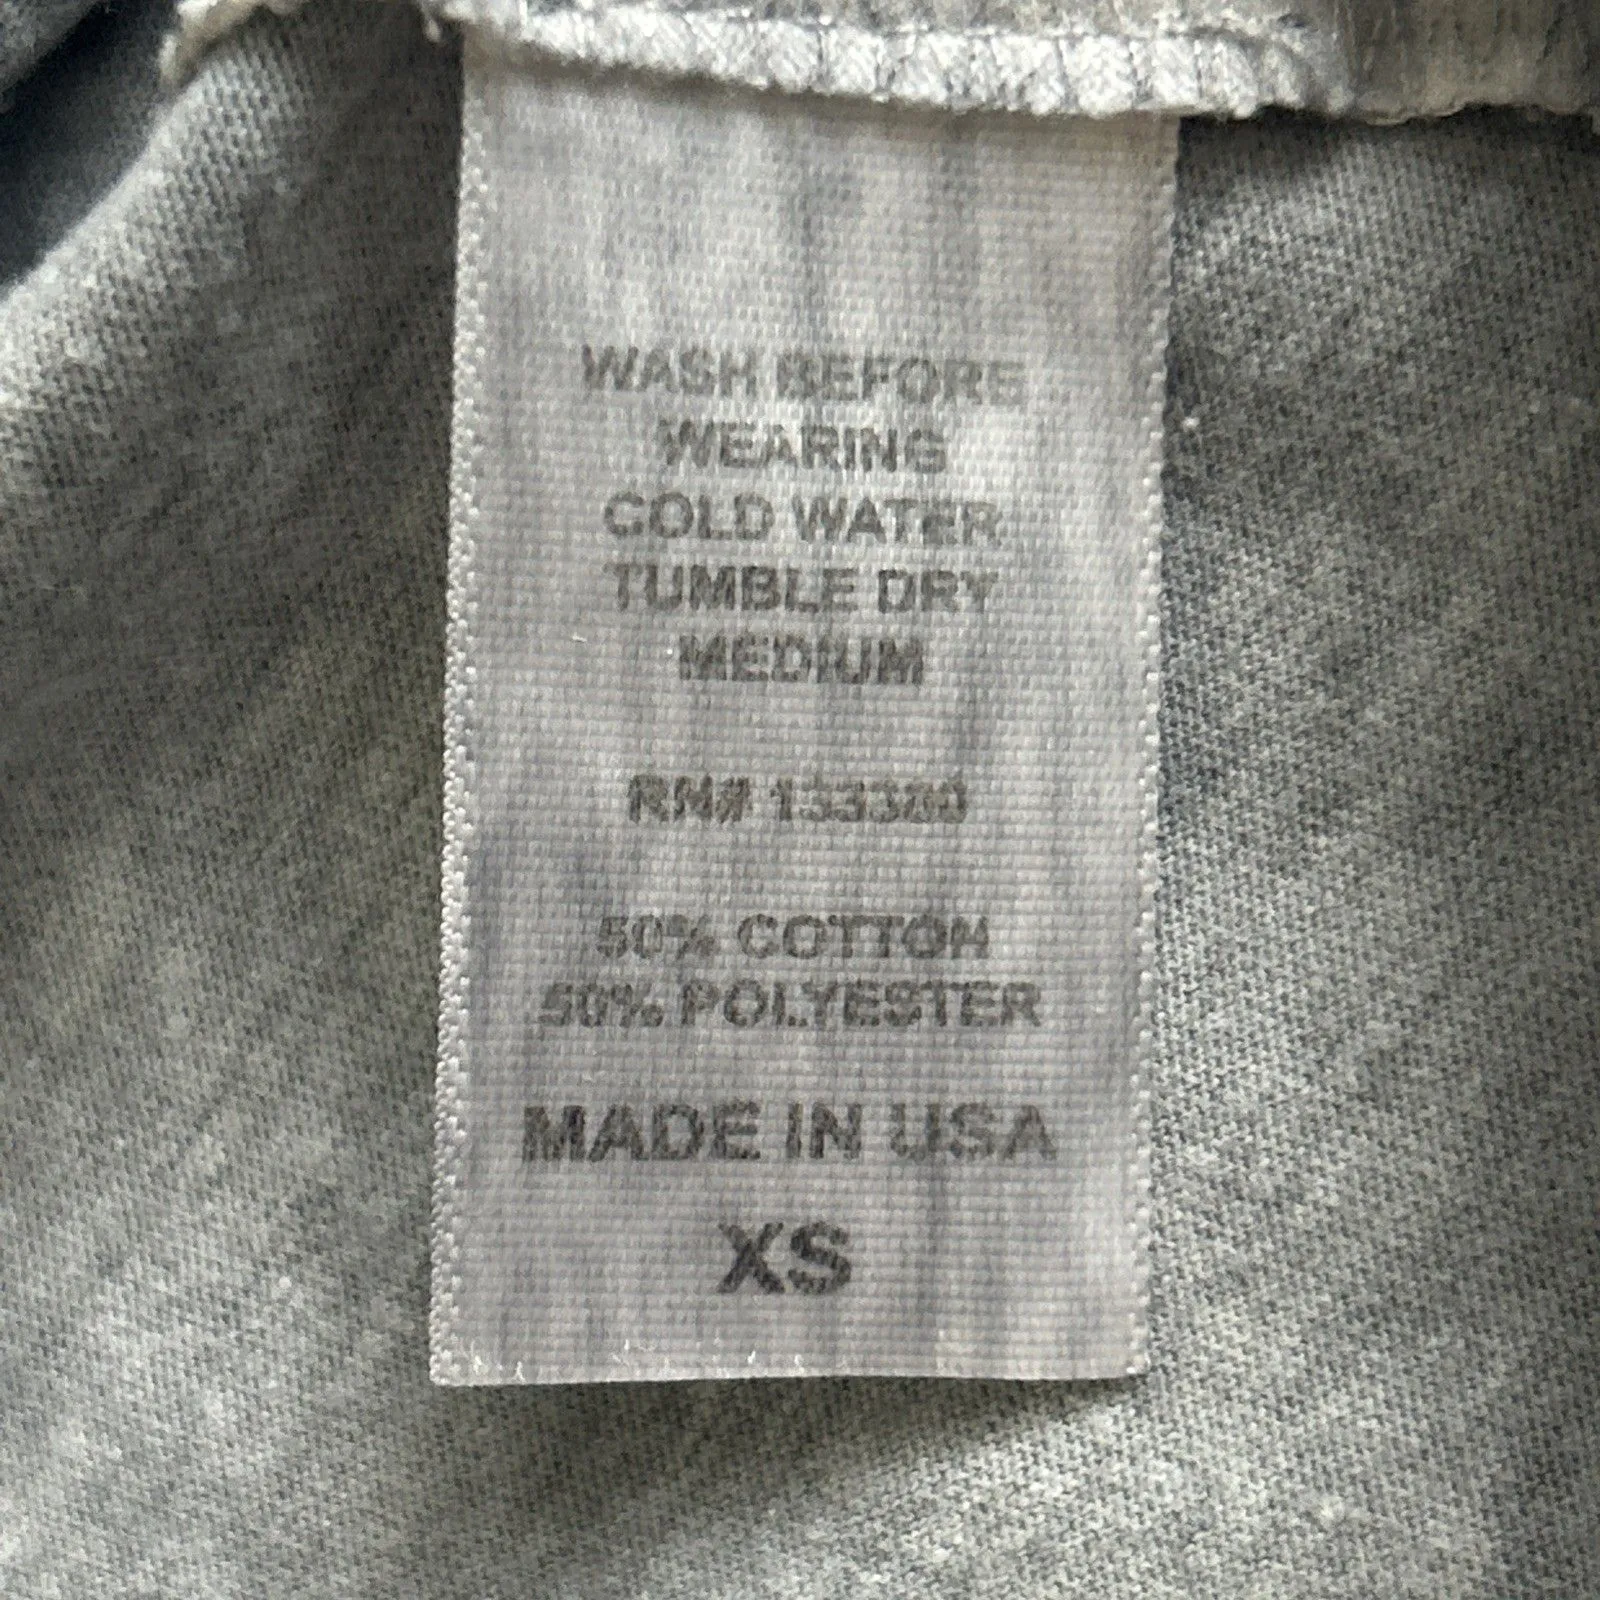 WASH BEFORE
WEARING
COLD WATER
TUMBLE DRY
MEDIUM
RN#
50% COTTON
50% POLYESTER
MADE IN USA
XS